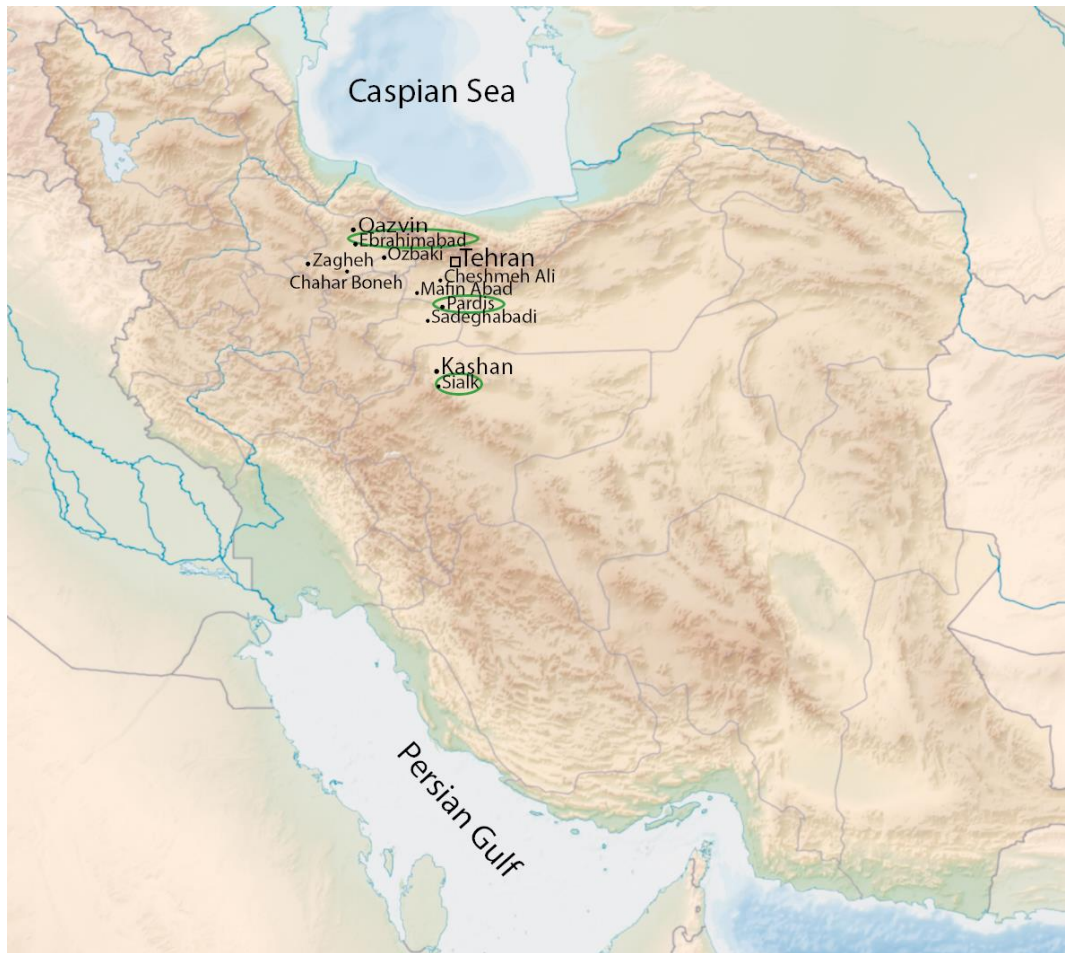 Caspian Sea
Qazvin
Ebrahimabad
Ozbaki
Tehran
Zagheh
Cheshmeh Ali
Chahar Boneh
Mafin Abad
Pardis
Sadeghabadi
Kashan
Sialk
Persian Gulf